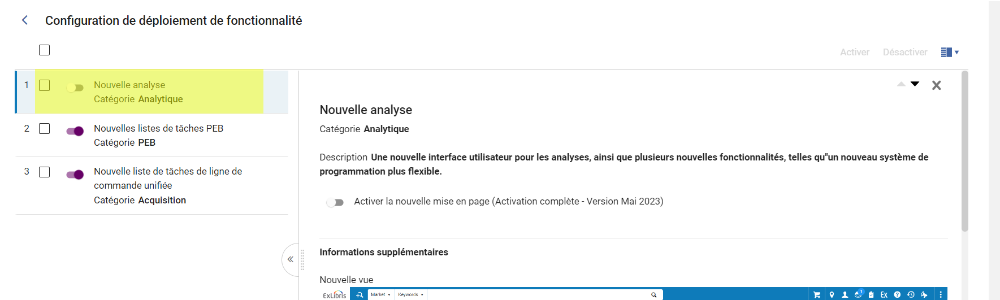 Configuration de déploiement de fonctionnalité
Activer Désactiver
1 Nouvelle analyse
Catégorie Analytique
2 Nouvelles listes de tâches PEB
Catégorie PEB
3 Nouvelle liste de tâches de ligne de
commande unifiée
Catégorie Acquisition
Nouvelle analyse
Catégorie Analytique
Description Une nouvelle interface utilisateur pour les analyses, ainsi que plusieurs nouvelles fonctionnalités, telles qu"un nouveau système de
programmation plus flexible.
Activer la nouvelle mise en page (Activation complète - Version Mai 2023)
Informations supplémentaires
Nouvelle vue
ExLibris Market Keywords 1 Ex